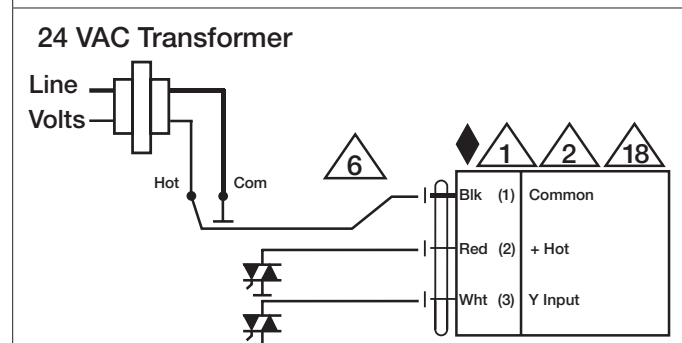 24 VAC Transformer
Line
Volts
Hot
Com
6
1
2
18
Blk (1) Common
Red (2) + Hot
Wht (3) Y Input